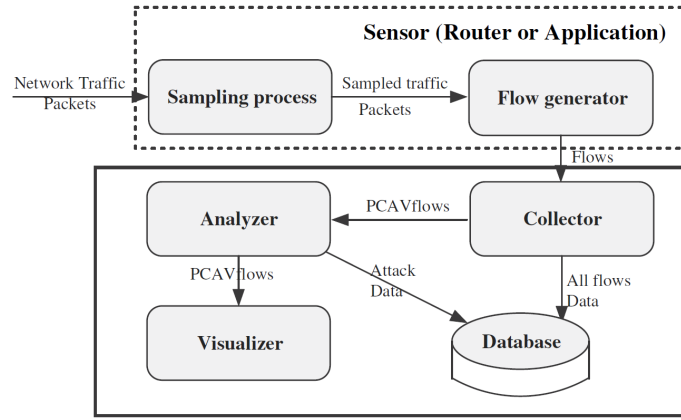 Sensor (Router or Application)
Network Traffic
Packets
Sampling process
Sampled traffic
Packets
Flow generator
Flows
Analyzer
PCAVflows
Collector
PCAVflows
Attack
Data
All flows
Data
Visualizer
Database